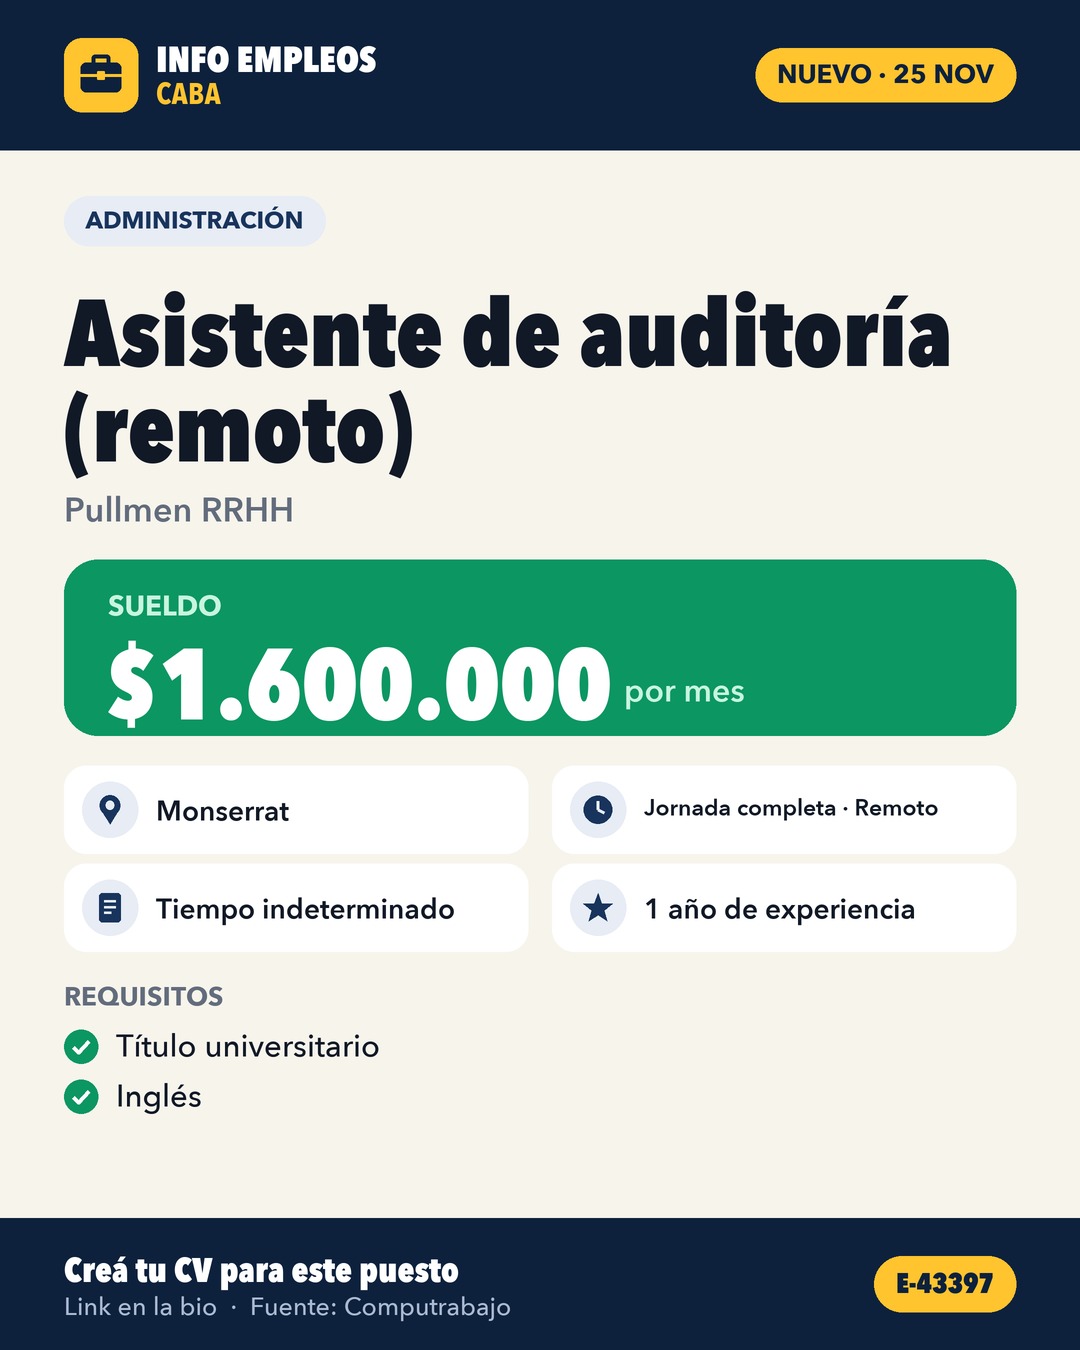 INFO EMPLEOS
CABA
NUEVO · 25 NOV
ADMINISTRACIÓN
Asistente de auditoría
(remoto)
Pullmen RRHH
SUELDO
$1.600.000 por mes
Monserrat
Jornada completa · Remoto
Tiempo indeterminado
1 año de experiencia
REQUISITOS
Título universitario
Inglés
Creá tu CV para este puesto
Link en la bio · Fuente: Computrabajo
E-43397